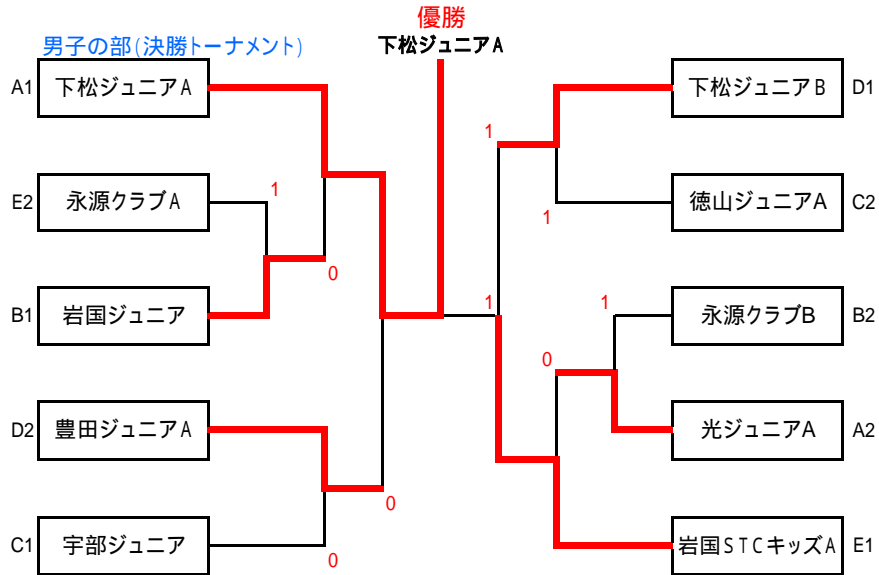 優勝
男子の部(決勝トーナメント)
下松ジュニアA
A1 下松ジュニアA
下松ジュニアB D1
1
E2 永源クラブA 1
徳山ジュニアA C2
1
0
B1 岩国ジュニア
1 1
永源クラブB B2
0
D2 豊田ジュニアA
光ジュニアA A2
0
C1 宇部ジュニア
0
岩国STCキッズA E1